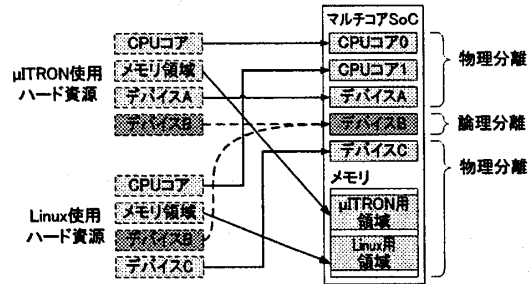 マルチコアSoC
CPUコア
CPUコア0
メモリ領域
CPUコア1
物理分離
μITRON使用
ハード資源
デバイスA
デバイスA
デバイスB
デバイスB
論理分離
デバイスC
CPUコア
メモリ
物理分離
Linux使用
ハード資源
メモリ領域
μITRON用
領域
デバイスB
Linux用
領域
デバイスC